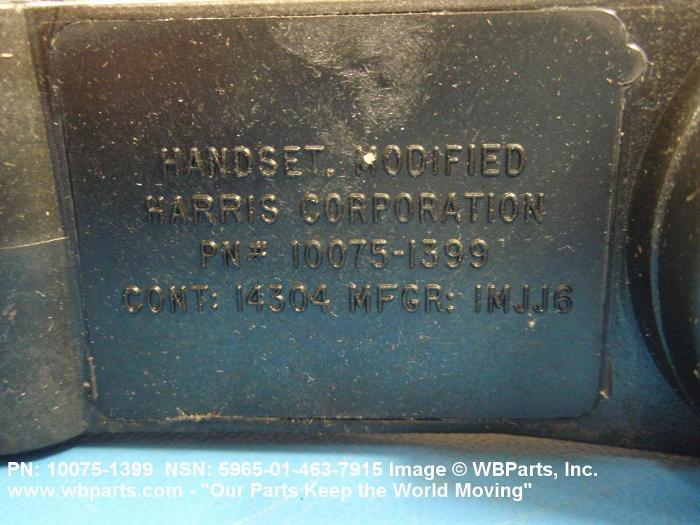 HANDSET, MODIFIED
HARRIS CORPORATION
PN# 10075-1399
CONT: 14304 MFGR: 1MJJ6
PN: 10075-1399 NSN: 5965-01-463-7915 Image © WBParts, Inc.
www.wbparts.com - "Our Parts Keep the World Moving"